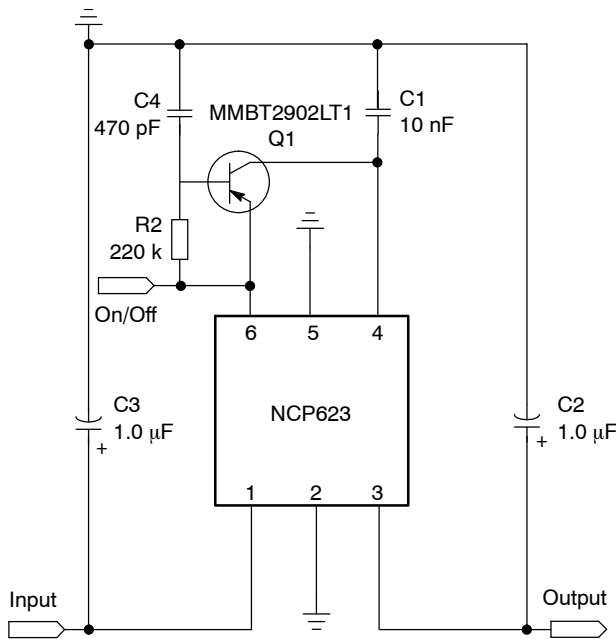 C4
470 pF
MMBT2902LT1
Q1
C1
10 nF
R2
220 k
On/Off
6
5
4
NCP623
C3
1.0 μF
+
C2
1.0 μF
+
1
2
3
Input
Output